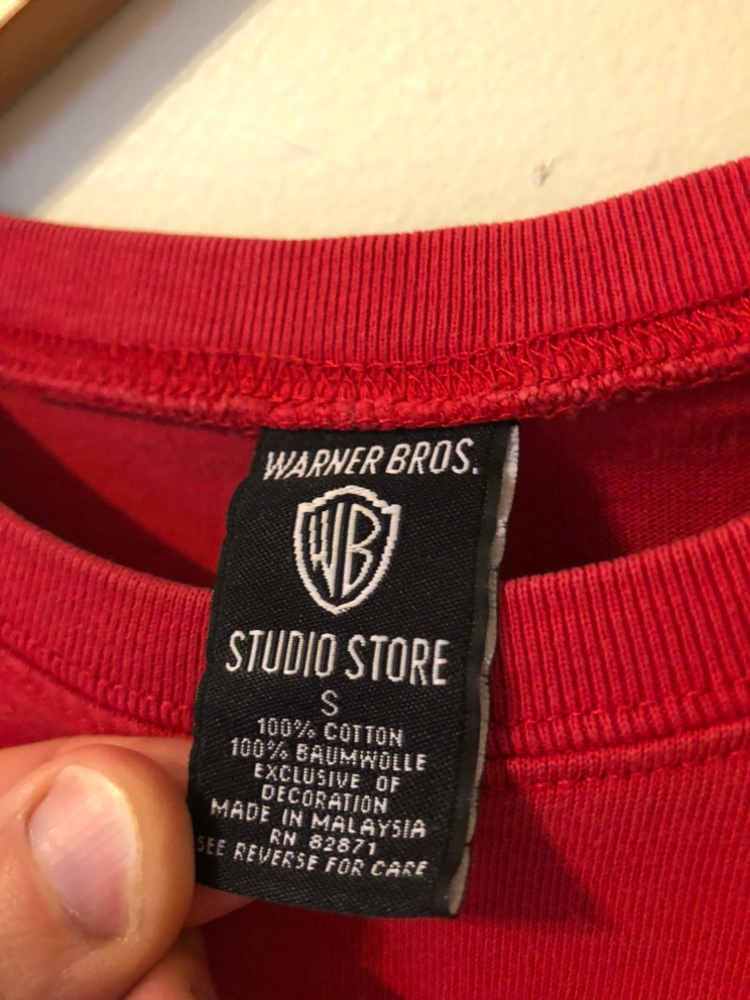 WARNER BROS.
WB
STUDIO STORE
S
100% COTTON
100% BAUMWOLLE
EXCLUSIVE OF
DECORATION
MADE IN MALAYSIA
RN 82871
SEE REVERSE FOR CARE